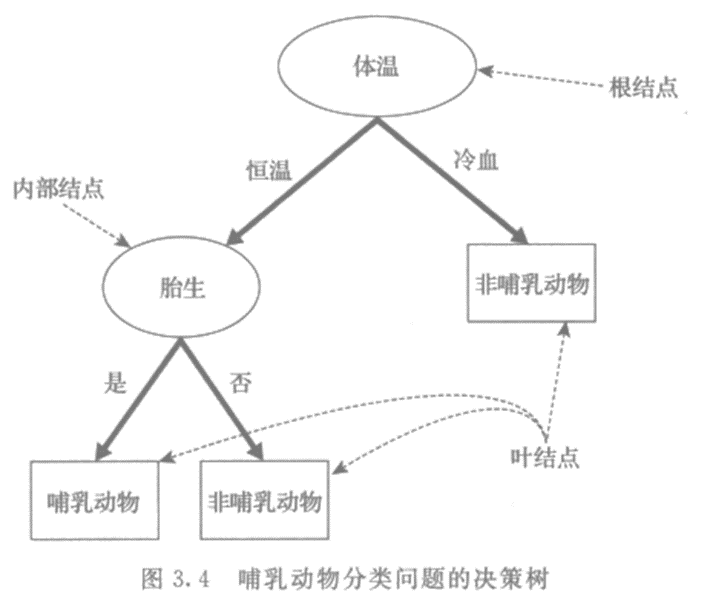 体温
根结点
恒温
冷血
内部结点
胎生
非哺乳动物
是
否
叶结点
哺乳动物
非哺乳动物
图 3.4 哺乳动物分类问题的决策树